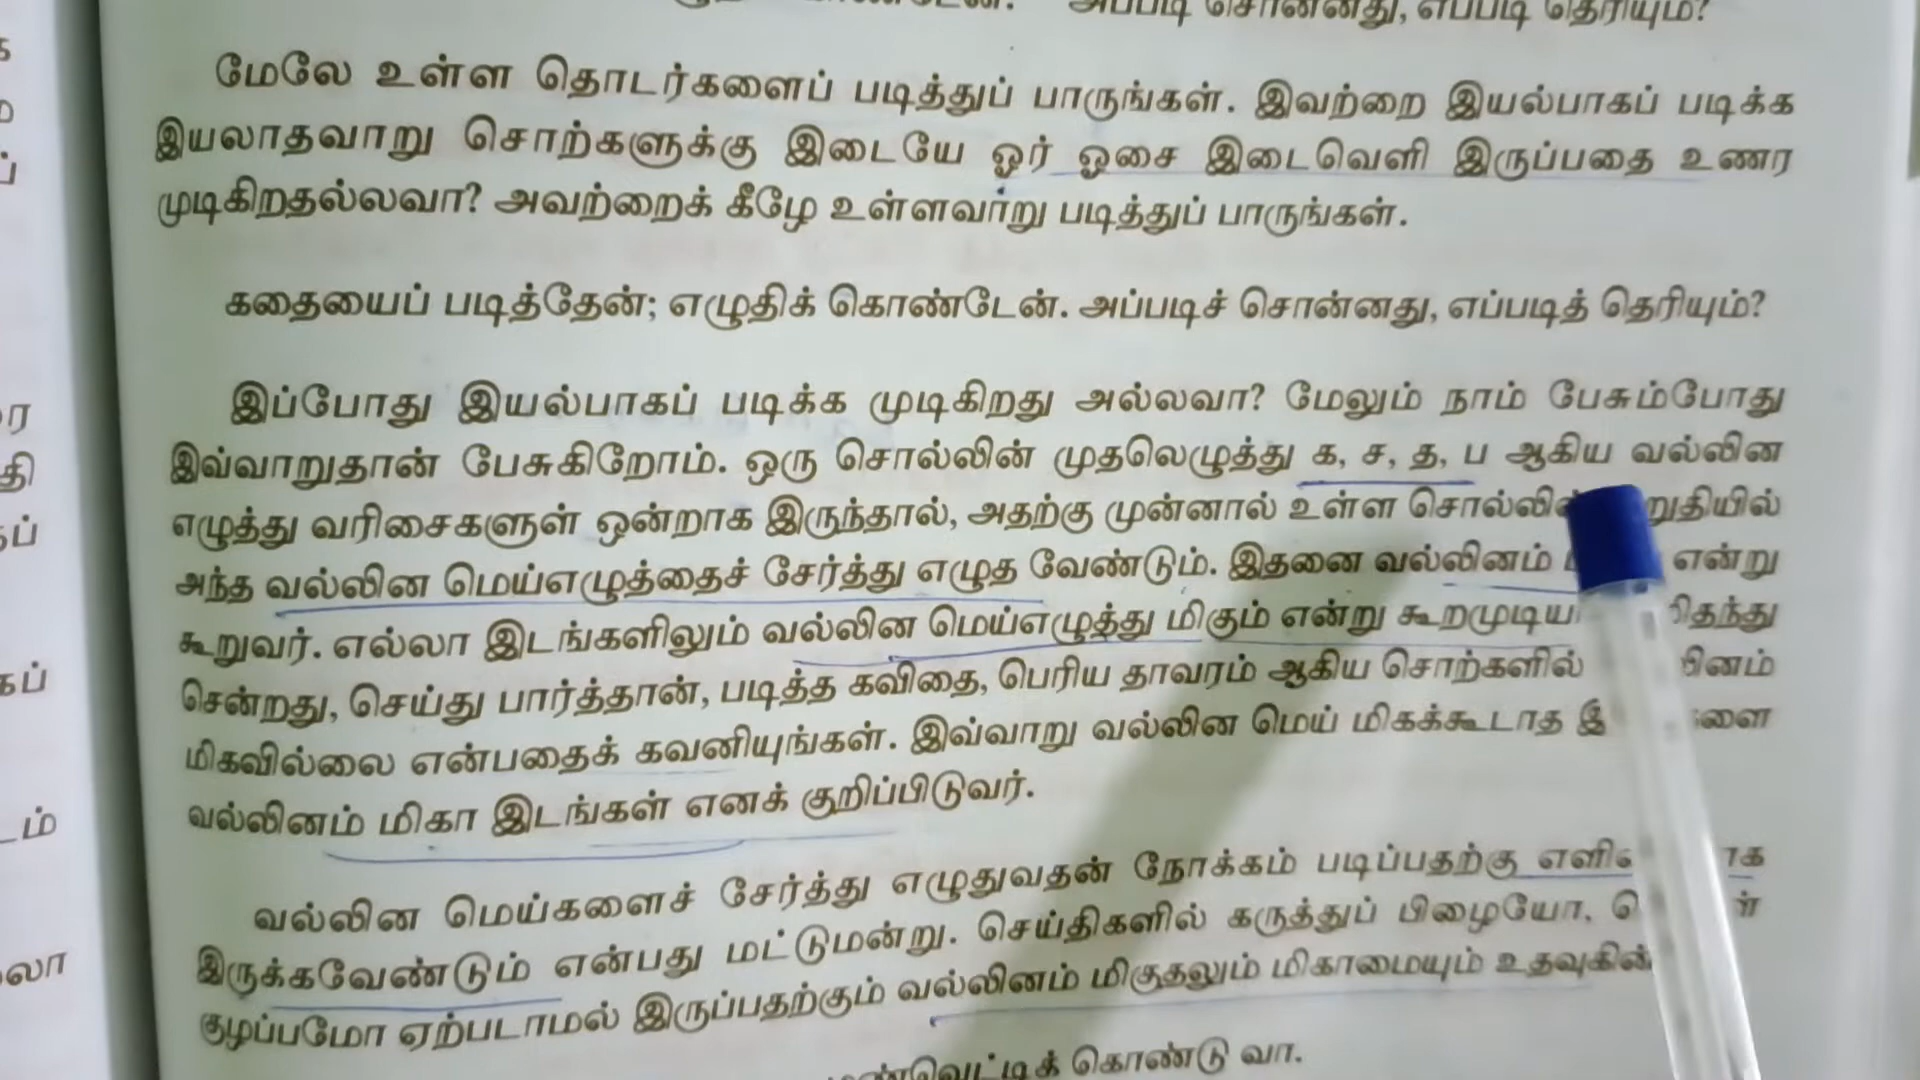 அப்படி சொன்னது, எப்படி தெரியும்?
மேலே உள்ள தொடர்களைப் படித்துப் பாருங்கள். இவற்றை இயல்பாகப் படிக்க
இயலாதவாறு சொற்களுக்கு இடையே ஓர் ஓசை இடைவெளி இருப்பதை உணர
முடிகிறதல்லவா? அவற்றைக் கீழே உள்ளவாறு படித்துப் பாருங்கள்.
கதையைப் படித்தேன்; எழுதிக் கொண்டேன். அப்படிச் சொன்னது, எப்படித் தெரியும்?
இப்போது இயல்பாகப் படிக்க முடிகிறது அல்லவா? மேலும் நாம் பேசும்போது
இவ்வாறுதான் பேசுகிறோம். ஒரு சொல்லின் முதலெழுத்து க, ச, த, ப ஆகிய வல்லின
எழுத்து வரிசைகளுள் ஒன்றாக இருந்தால், அதற்கு முன்னால் உள்ள
அந்த வல்லின மெய்எழுத்தைச் சேர்த்து எழுத வேண்டும். இதனை வல்லினம் என்று
கூறுவர். எல்லா இடங்களிலும் வல்லின மெய்எழுத்து மிகும் என்று
சென்றது, செய்து பார்த்தான், படித்த கவிதை, பெரிய தாவரம் ஆகிய சொற்களில்
மிகவில்லை என்பதைக் கவனியுங்கள். இவ்வாறு வல்லின மெய் மிகக்கூடாத
வல்லினம் மிகா இடங்கள் எனக் குறிப்பிடுவர்.
வல்லின மெய்களைச் சேர்த்து எழுதுவதன் நோக்கம் படிப்பதற்கு
இருக்கவேண்டும் என்பது மட்டுமன்று. செய்திகளில் கருத்துப் பிழையோ,
குழப்பமோ ஏற்படாமல் இருப்பதற்கும் வல்லினம் மிகுதலும் மிகாமையும்
கொண்டு வா.